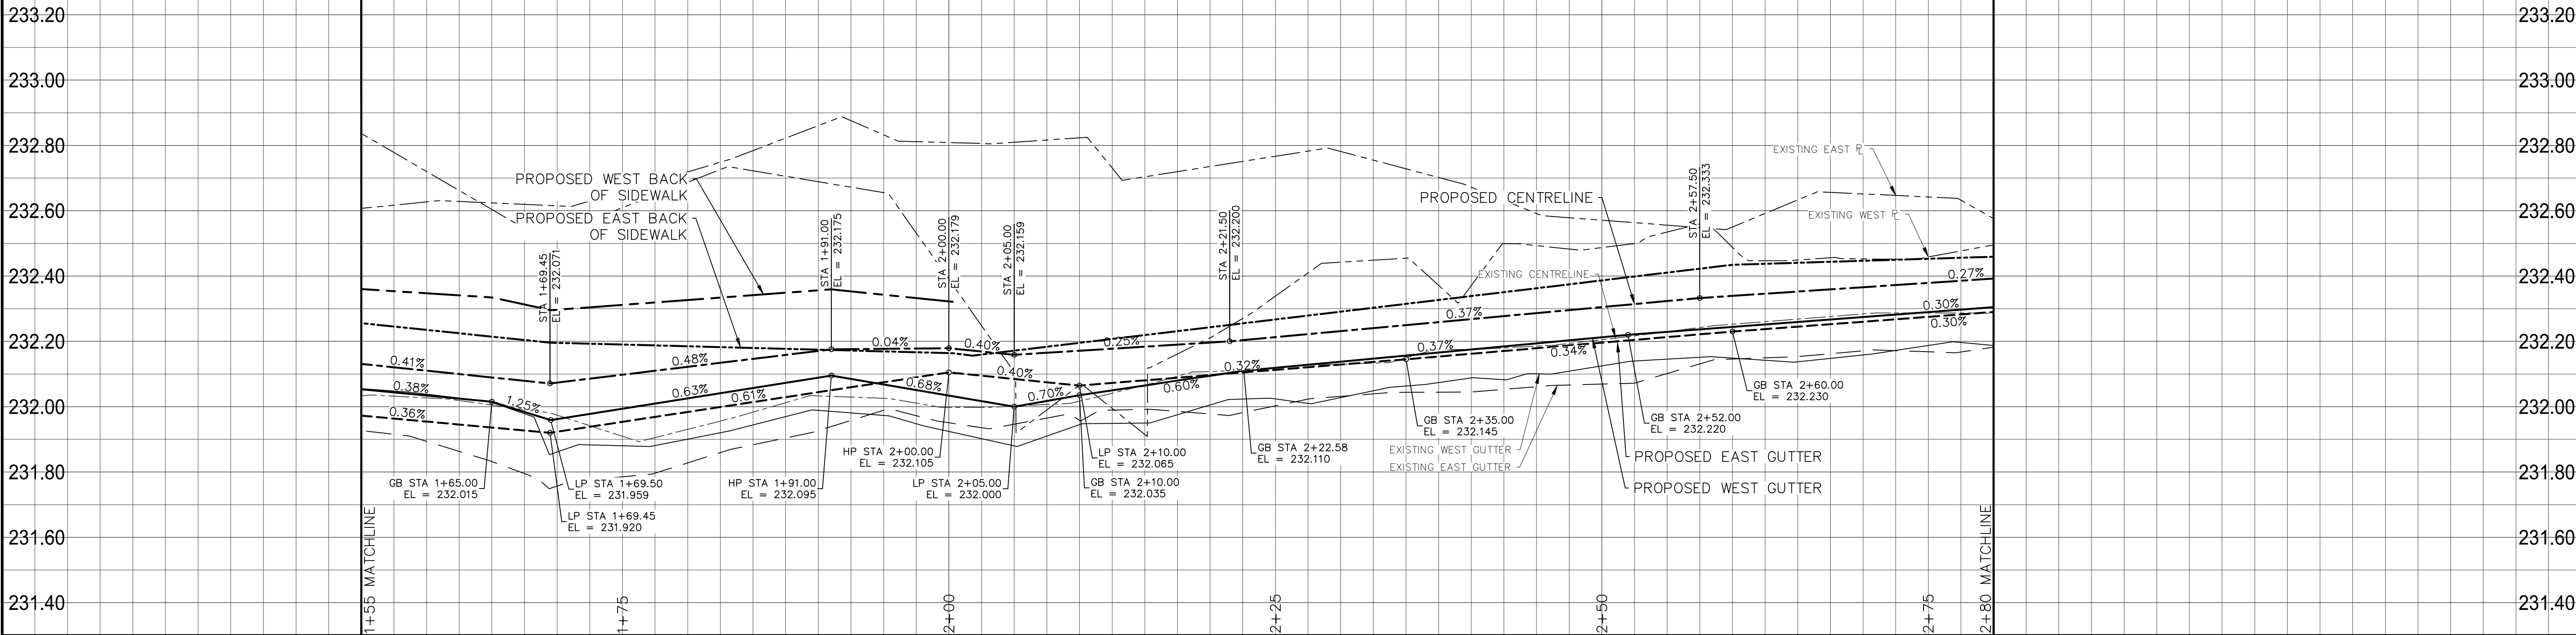 233.20
233.00
232.80
232.60
232.40
232.20
232.00
231.80
231.60
231.40
233.20
233.00
232.80
232.60
232.40
232.20
232.00
231.80
231.60
231.40
1+55 MATCHLINE
1+75
2+00
2+25
2+50
2+75
2+80 MATCHLINE
PROPOSED WEST BACK
OF SIDEWALK
PROPOSED EAST BACK
OF SIDEWALK
STA 1+69.45
EL = 232.071
STA 1+91.00
EL = 232.175
STA 2+00.00
EL = 232.179
STA 2+05.00
EL = 232.159
STA 2+21.50
EL = 232.200
STA 2+57.50
EL = 232.333
PROPOSED CENTRELINE
EXISTING EAST PL
EXISTING WEST PL
EXISTING CENTRELINE
0.41%
0.48%
0.04%
0.40%
0.25%
0.37%
0.27%
0.38%
1.25%
0.63%
0.68%
0.70%
0.60%
0.37%
0.30%
0.36%
0.61%
0.40%
0.32%
0.34%
0.30%
GB STA 1+65.00
EL = 232.015
LP STA 1+69.50
EL = 231.959
LP STA 1+69.45
EL = 231.920
HP STA 1+91.00
EL = 232.095
HP STA 2+00.00
EL = 232.105
LP STA 2+05.00
EL = 232.000
LP STA 2+10.00
EL = 232.065
GB STA 2+10.00
EL = 232.035
GB STA 2+22.58
EL = 232.110
GB STA 2+35.00
EL = 232.145
EXISTING WEST GUTTER
EXISTING EAST GUTTER
GB STA 2+52.00
EL = 232.220
GB STA 2+60.00
EL = 232.230
PROPOSED EAST GUTTER
PROPOSED WEST GUTTER